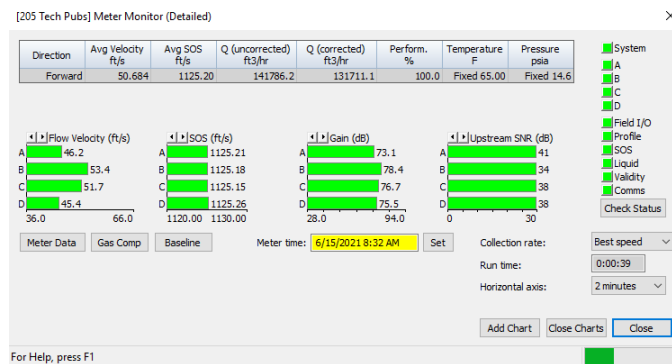 [205 Tech Pubs] Meter Monitor (Detailed)
Direction Avg Velocity ft/s Avg SOS ft/s Q (uncorrected) ft3/hr Q (corrected) ft3/hr Perform. % Temperature F Pressure psia
Forward 50.684 1125.20 141786.2 131711.1 100.0 Fixed 65.00 Fixed 14.6
System
A
B
C
D
Field I/O
Profile
SOS
Liquid
Validity
Comms
Check Status
Flow Velocity (ft/s)
A 46.2
B 53.4
C 51.7
D 45.4
36.0 66.0
SOS (ft/s)
A 1125.21
B 1125.18
C 1125.15
D 1125.26
1120.00 1130.00
Gain (dB)
A 73.1
B 78.4
C 76.7
D 75.5
28.0 94.0
Upstream SNR (dB)
A 41
B 34
C 38
D 38
0 30
Meter Data Gas Comp Baseline Meter time: 6/15/2021 8:32 AM Set
Collection rate: Best speed
Run time: 0:00:39
Horizontal axis: 2 minutes
Add Chart Close Charts Close
For Help, press F1